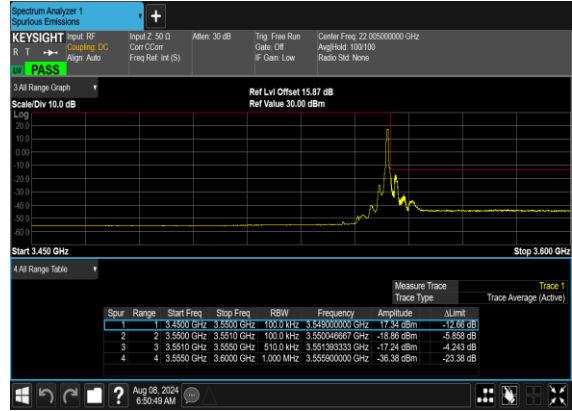 Spectrum Analyzer 1
Spurious Emissions
KEYSIGHT Input: RF Input Z: 50 Ω Atten: 30 dB Trig: Free Run Center Freq: 22.005000000 GHz
R T Coupling: DC Corr CCorr Gate: Off Avg|Hold: 100/100
Align: Auto Freq Ref: Int (S) IF Gain: Low Radio Std: None
PASS
3 All Range Graph
Ref Lvl Offset 15.87 dB
Scale/Div 10.0 dB Ref Value 30.00 dBm
Log
20.0
10.0
0.00
-10.0
-20.0
-30.0
-40.0
-50.0
-60.0
Start 3.450 GHz Stop 3.600 GHz
4 All Range Table
Measure Trace Trace 1
Trace Type Trace Average (Active)
Spur Range Start Freq Stop Freq RBW Frequency Amplitude ΔLimit
1 1 3.4500 GHz 3.5500 GHz 100.0 kHz 3.549000000 GHz 17.34 dBm -12.66 dB
2 2 3.5500 GHz 3.5510 GHz 100.0 kHz 3.550046667 GHz -18.86 dBm -5.858 dB
3 3 3.5510 GHz 3.5550 GHz 510.0 kHz 3.551393333 GHz -17.24 dBm -4.243 dB
4 4 3.5550 GHz 3.6000 GHz 1.000 MHz 3.555900000 GHz -36.38 dBm -23.38 dB
Aug 08, 2024
6:50:49 AM